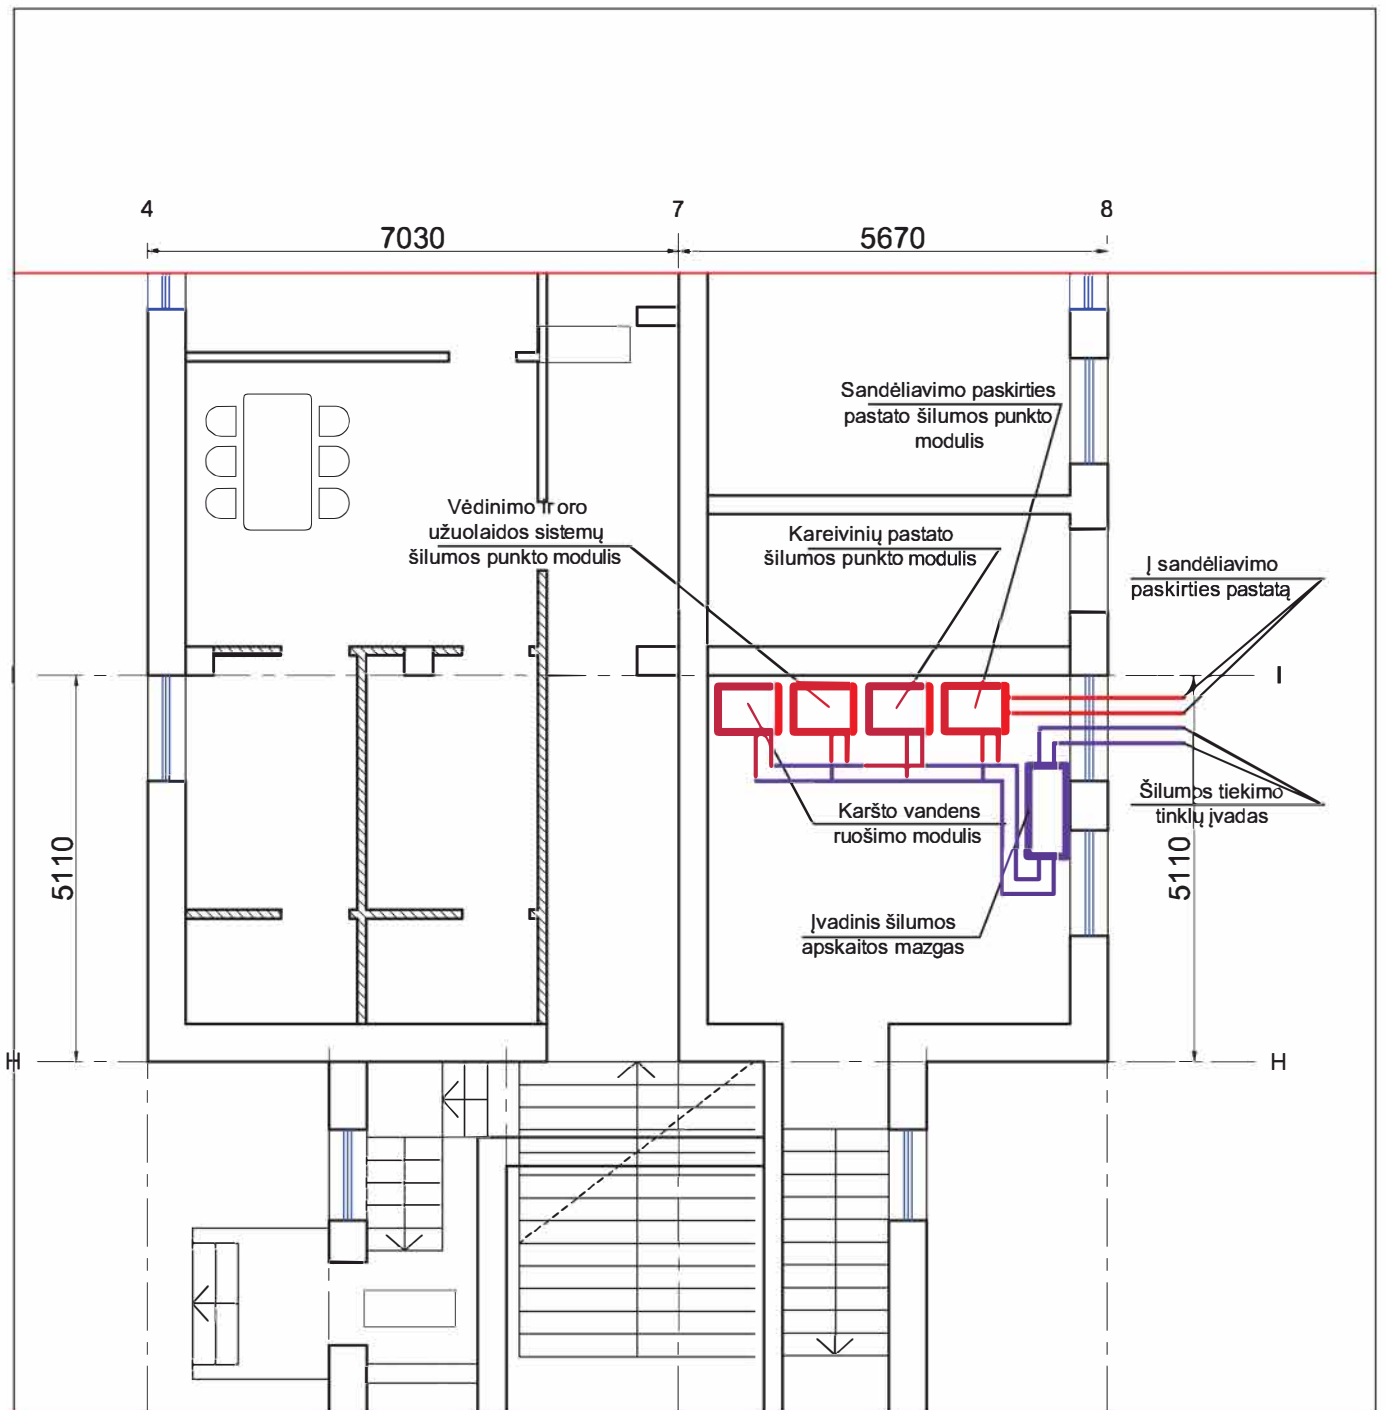 4
7
8
7030
5670
Sandėliavimo paskirties
pastato šilumos punkto
modulis
Vėdinimo ir oro
užuolaidos sistemų
šilumos punkto modulis
Kareivinių pastato
šilumos punkto modulis
Į sandėliavimo
paskirties pastatą
I
I
Šilumos tiekimo
tinklų įvadas
Karšto vandens
ruošimo modulis
5110
5110
Įvadinis šilumos
apskaitos mazgas
H
H